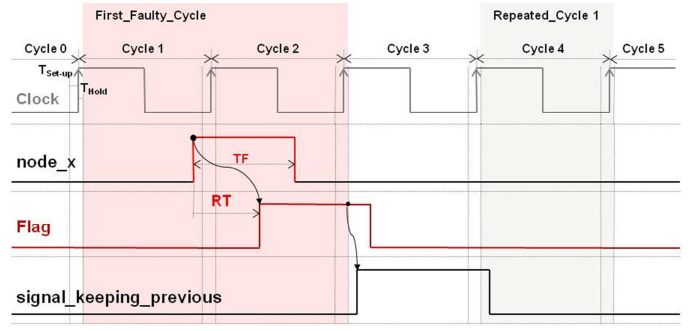 First_Faulty_Cycle Repeated_Cycle 1
Cycle 0 Cycle 1 Cycle 2 Cycle 3 Cycle 4 Cycle 5
TSet-up
THold
Clock
node_x
TF
RT
Flag
signal_keeping_previous